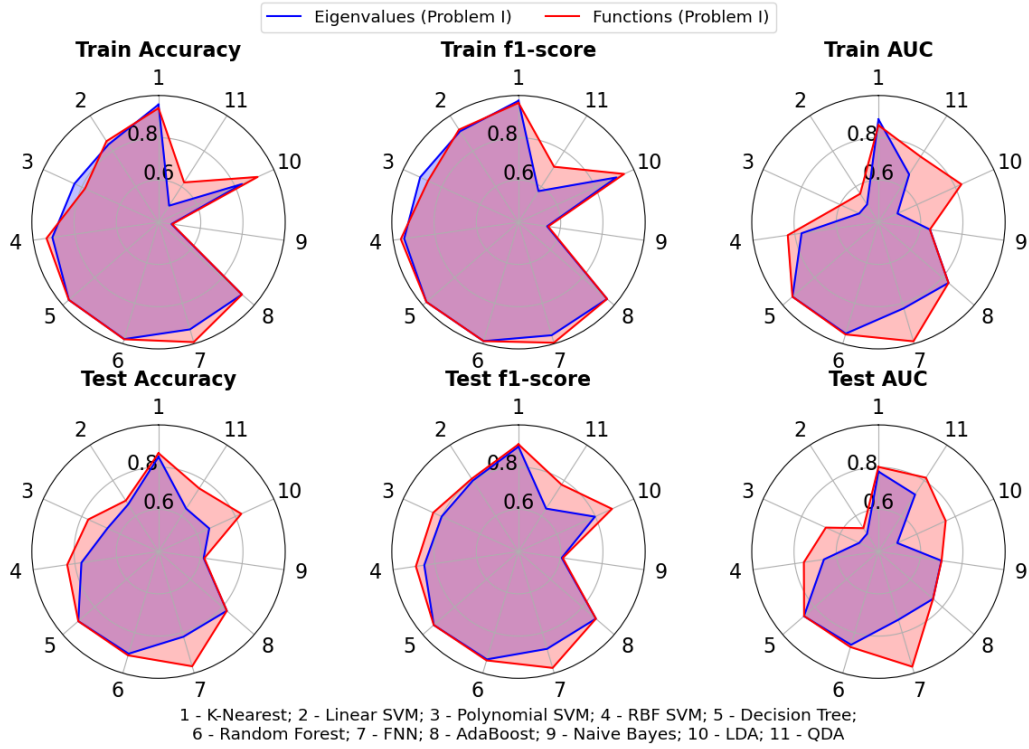 Eigenvalues (Problem I) Functions (Problem I)
Train Accuracy Train f1-score Train AUC
1 1 1
2 11 2 11 2 11
0.8 0.8 0.8
3 0.6 10 3 0.6 10 3 0.6 10
4 9 4 9 4 9
5 8 5 8 5 8
6 7 6 7 6 7
Test Accuracy Test f1-score Test AUC
1 1 1
2 11 2 11 2 11
0.8 0.8 0.8
3 0.6 10 3 0.6 10 3 0.6 10
4 9 4 9 4 9
5 8 5 8 5 8
6 7 6 7 6 7
1 - K-Nearest; 2 - Linear SVM; 3 - Polynomial SVM; 4 - RBF SVM; 5 - Decision Tree;
6 - Random Forest; 7 - FNN; 8 - AdaBoost; 9 - Naive Bayes; 10 - LDA; 11 - QDA